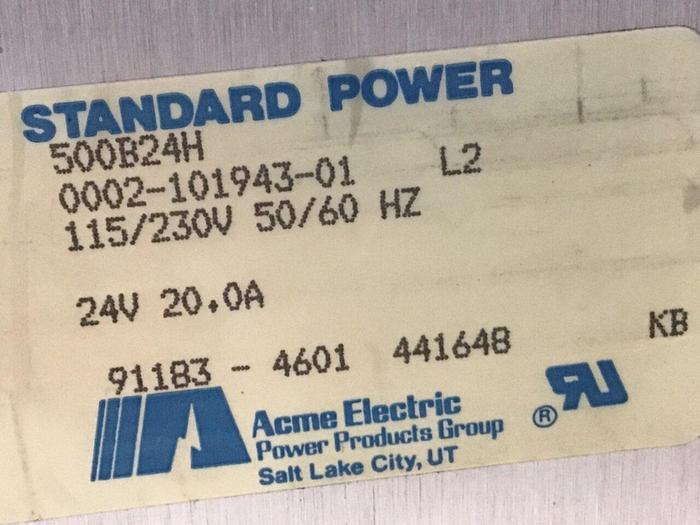 STANDARD POWER
500B24H
0002-101943-01 L2
115/230V 50/60 HZ
24V 20.0A
91183 - 4601 441648 KB
Acme Electric
Power Products Group
Salt Lake City, UT
® RU